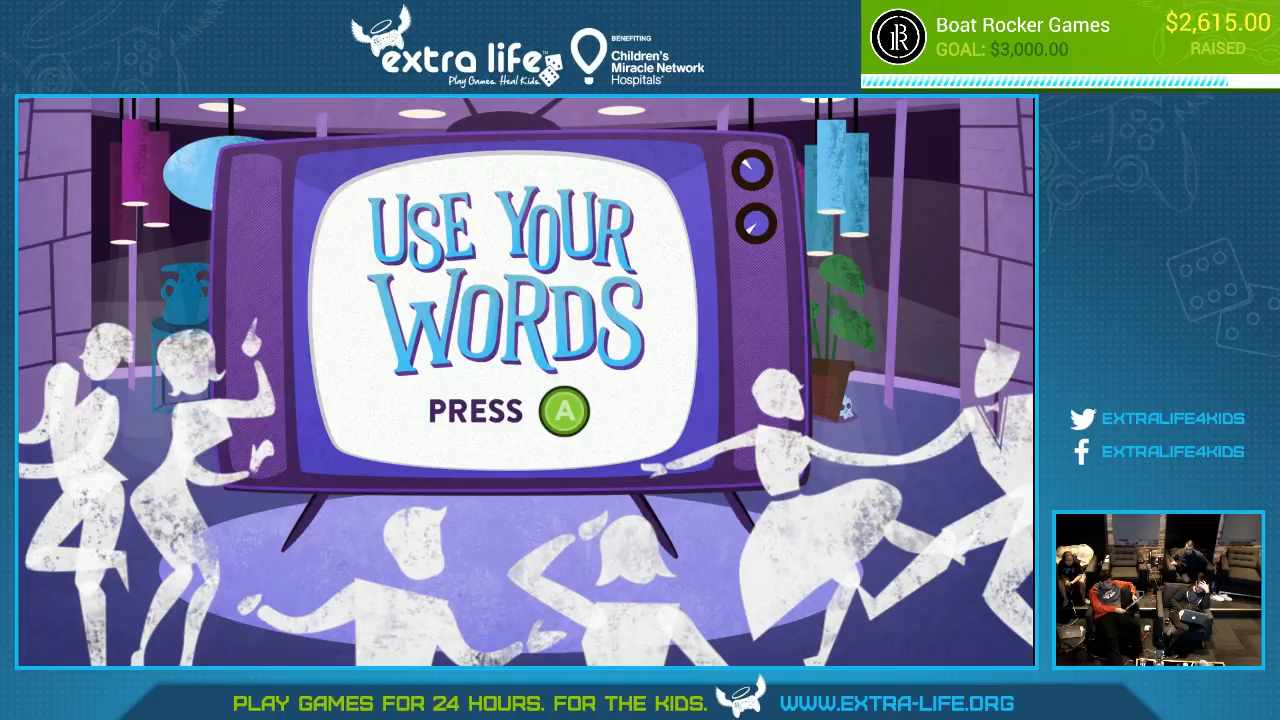 extra life
Play Games. Heal Kids.
BENEFITING
Children's
Miracle Network
Hospitals
Boat Rocker Games
GOAL: $3,000.00
$2,615.00
RAISED
USE YOUR
WORDS
PRESS A
EXTRALIFE4KIDS
EXTRALIFE4KIDS
PLAY GAMES FOR 24 HOURS. FOR THE KIDS.
WWW.EXTRA-LIFE.ORG